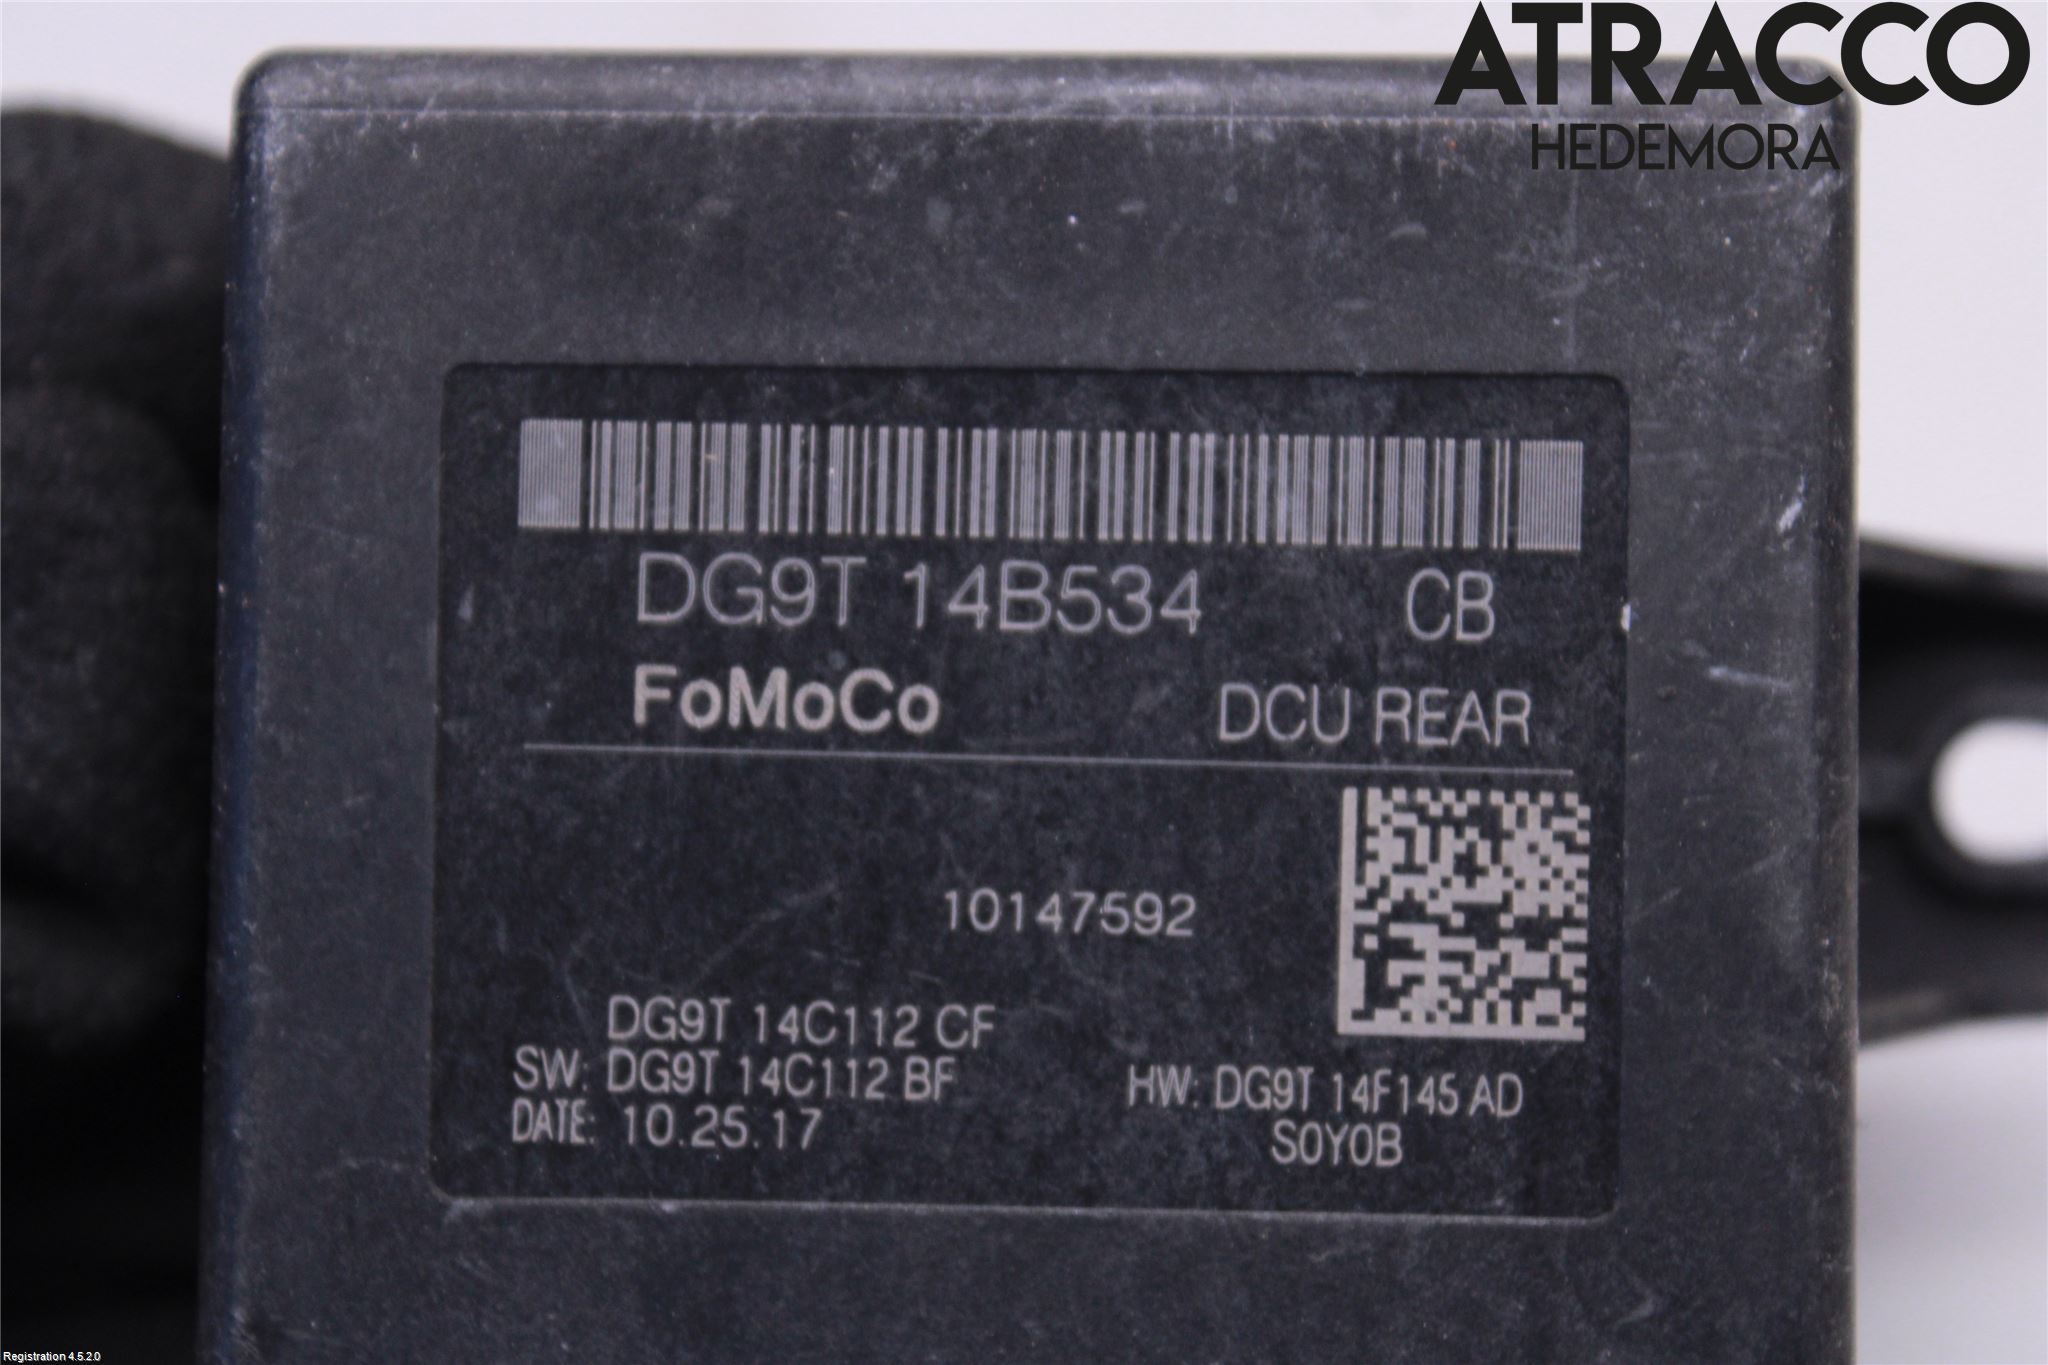 ATRACCO
HEDEMORA
DG9T 14B534 CB
FoMoCo DCU REAR
10147592
DG9T 14C112 CF
SW: DG9T 14C112 BF
DATE: 10.25.17
HW: DG9T 14F145 AD
S0Y0B
Registration 4.5.2.0